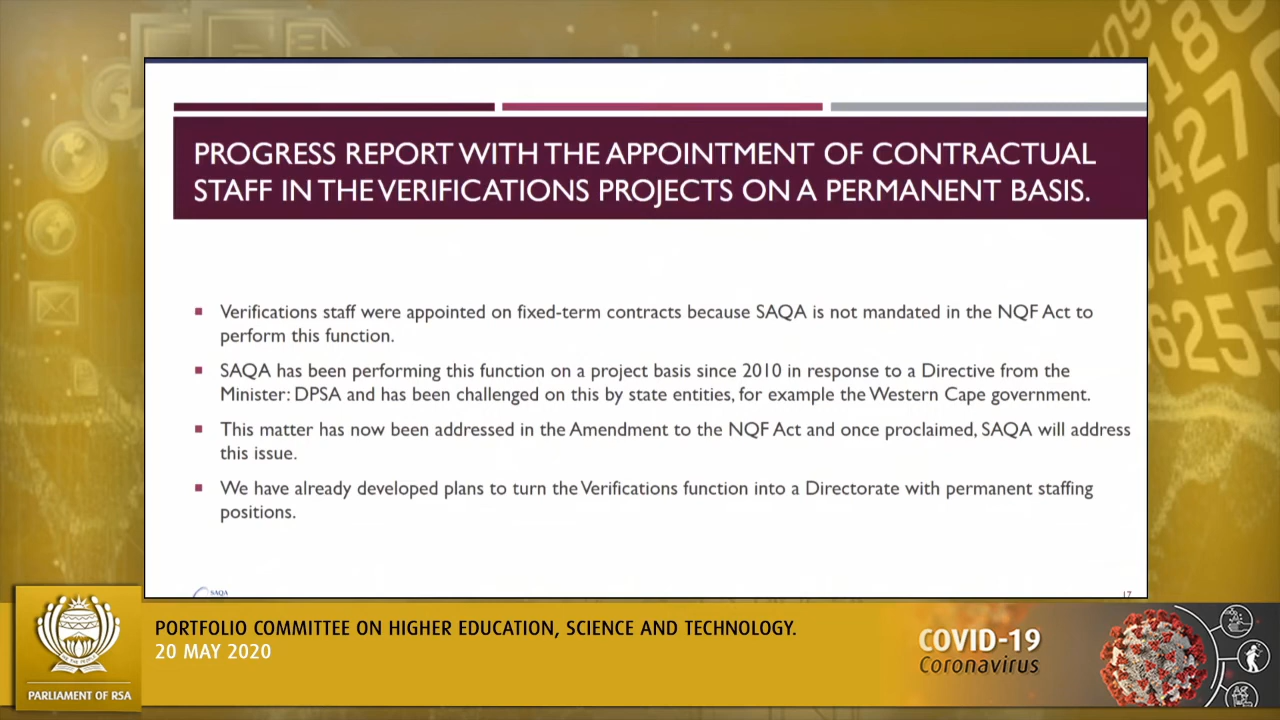 PROGRESS REPORT WITH THE APPOINTMENT OF CONTRACTUAL
STAFF IN THE VERIFICATIONS PROJECTS ON A PERMANENT BASIS.
Verifications staff were appointed on fixed-term contracts because SAQA is not mandated in the NQF Act to
perform this function.
SAQA has been performing this function on a project basis since 2010 in response to a Directive from the
Minister: DPSA and has been challenged on this by state entities, for example the Western Cape government.
This matter has now been addressed in the Amendment to the NQF Act and once proclaimed, SAQA will address
this issue.
We have already developed plans to turn the Verifications function into a Directorate with permanent staffing
positions.
SAQA
17
PORTFOLIO COMMITTEE ON HIGHER EDUCATION, SCIENCE AND TECHNOLOGY.
20 MAY 2020
PARLIAMENT OF RSA
COVID-19
Coronavirus